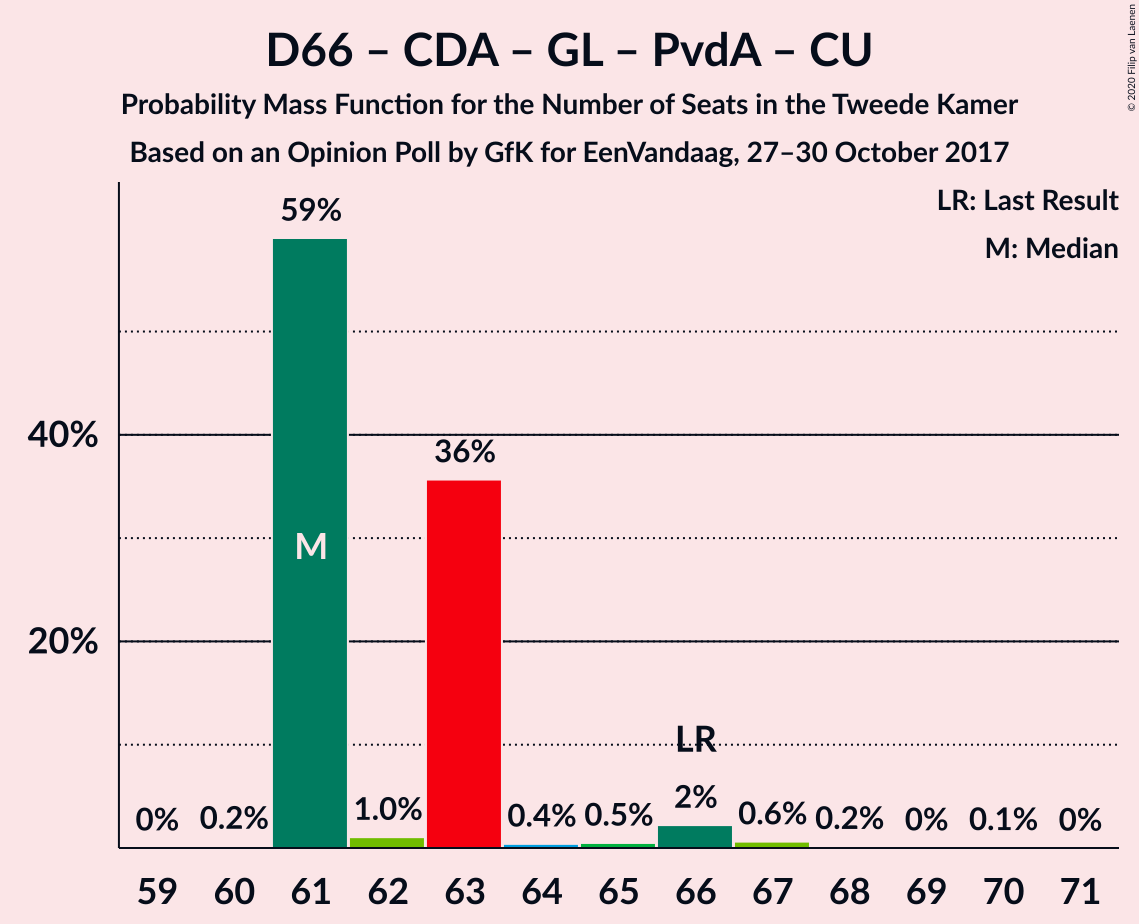 D66 – CDA – GL – PvdA – CU
Probability Mass Function for the Number of Seats in the Tweede Kamer
Based on an Opinion Poll by GfK for EenVandaag, 27–30 October 2017
© 2020 Filip van Laenen
LR: Last Result
M: Median
59%
40%
36%
M
20%
LR
0% 0.2% 1.0% 0.4% 0.5% 2% 0.6% 0.2% 0% 0.1% 0%
59 60 61 62 63 64 65 66 67 68 69 70 71